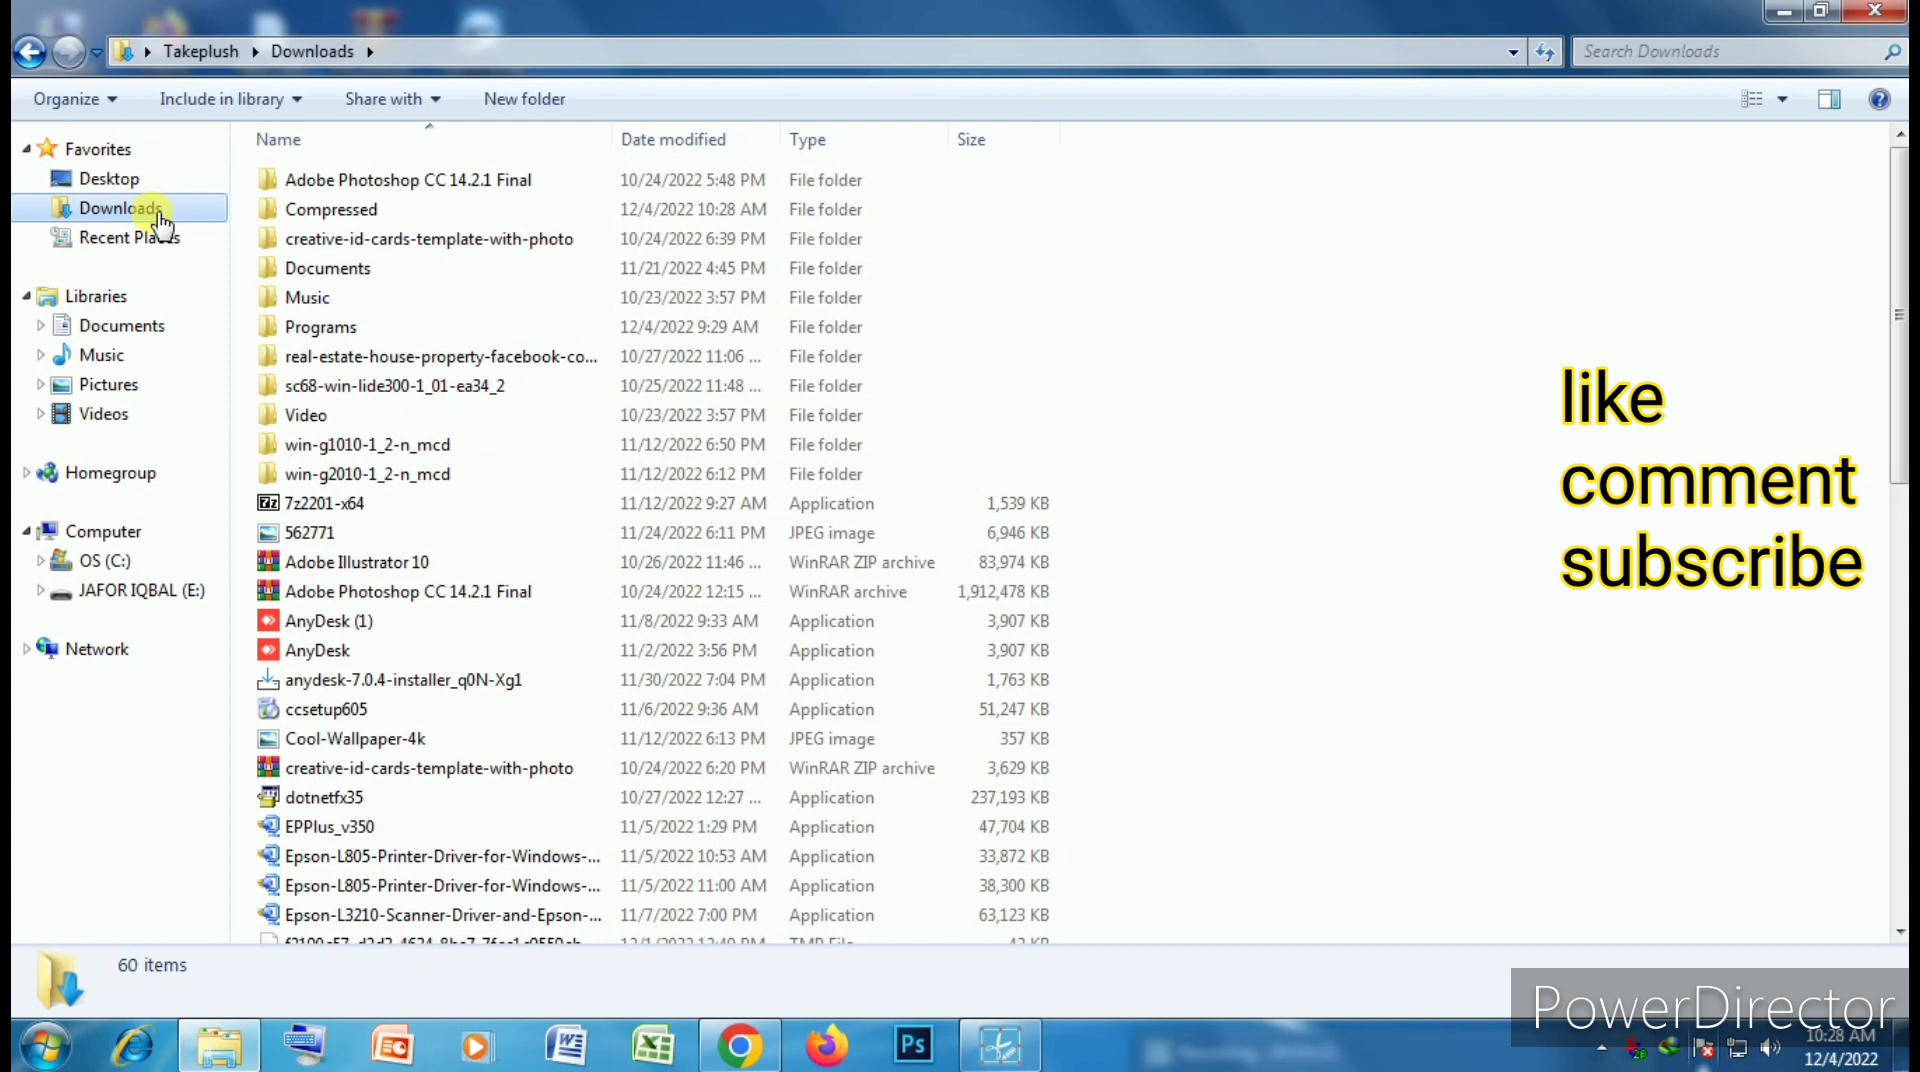 Takeplush Downloads
Search Downloads
Organize Include in library Share with New folder
Name Date modified Type Size
Favorites
Desktop
Downloads
Recent Places
Libraries
Documents
Music
Pictures
Videos
Homegroup
Computer
OS (C:)
JAFOR IQBAL (E:)
Network
Adobe Photoshop CC 14.2.1 Final 10/24/2022 5:48 PM File folder
Compressed 12/4/2022 10:28 AM File folder
creative-id-cards-template-with-photo 10/24/2022 6:39 PM File folder
Documents 11/21/2022 4:45 PM File folder
Music 10/23/2022 3:57 PM File folder
Programs 12/4/2022 9:29 AM File folder
real-estate-house-property-facebook-co... 10/27/2022 11:06 ... File folder
sc68-win-lide300-1_01-ea34_2 10/25/2022 11:48 ... File folder
Video 10/23/2022 3:57 PM File folder
win-g1010-1_2-n_mcd 11/12/2022 6:50 PM File folder
win-g2010-1_2-n_mcd 11/12/2022 6:12 PM File folder
7z2201-x64 11/12/2022 9:27 AM Application 1,539 KB
562771 11/24/2022 6:11 PM JPEG image 6,946 KB
Adobe Illustrator 10 10/26/2022 11:46 ... WinRAR ZIP archive 83,974 KB
Adobe Photoshop CC 14.2.1 Final 10/24/2022 12:15 ... WinRAR archive 1,912,478 KB
AnyDesk (1) 11/8/2022 9:33 AM Application 3,907 KB
AnyDesk 11/2/2022 3:56 PM Application 3,907 KB
anydesk-7.0.4-installer_q0N-Xg1 11/30/2022 7:04 PM Application 1,763 KB
ccsetup605 11/6/2022 9:36 AM Application 51,247 KB
Cool-Wallpaper-4k 11/12/2022 6:13 PM JPEG image 357 KB
creative-id-cards-template-with-photo 10/24/2022 6:20 PM WinRAR ZIP archive 3,629 KB
dotnetfx35 10/27/2022 12:27 ... Application 237,193 KB
EPPlus_v350 11/5/2022 1:29 PM Application 47,704 KB
Epson-L805-Printer-Driver-for-Windows-... 11/5/2022 10:53 AM Application 33,872 KB
Epson-L805-Printer-Driver-for-Windows-... 11/5/2022 11:00 AM Application 38,300 KB
Epson-L3210-Scanner-Driver-and-Epson-... 11/7/2022 7:00 PM Application 63,123 KB
like
comment
subscribe
60 items
PowerDirector
Ps
10:28 AM
12/4/2022